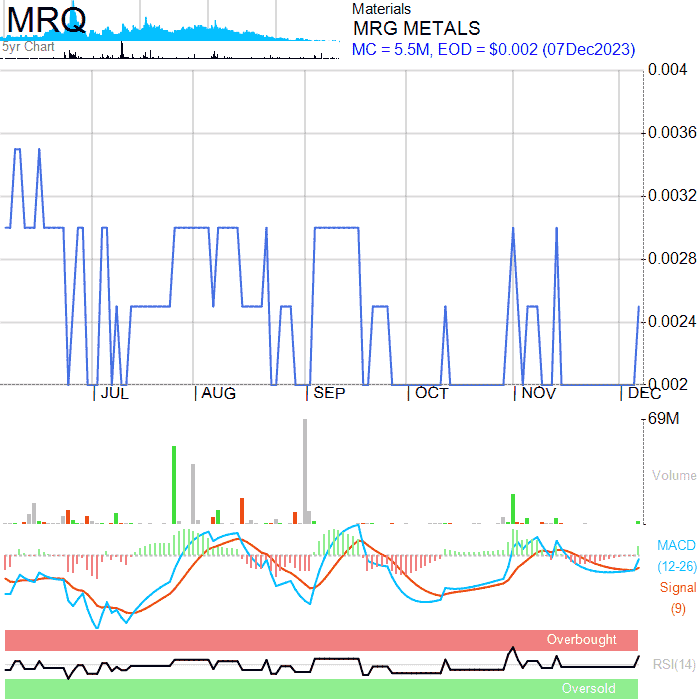 MRQ
5yr Chart
Materials
MRG METALS
MC = 5.5M, EOD = $0.002 (07Dec2023)
0.004
0.0036
0.0032
0.0028
0.0024
0.002
JUL AUG SEP OCT NOV DEC
69M
Volume
MACD
(12-26)
Signal
(9)
Overbought
RSI(14)
Oversold